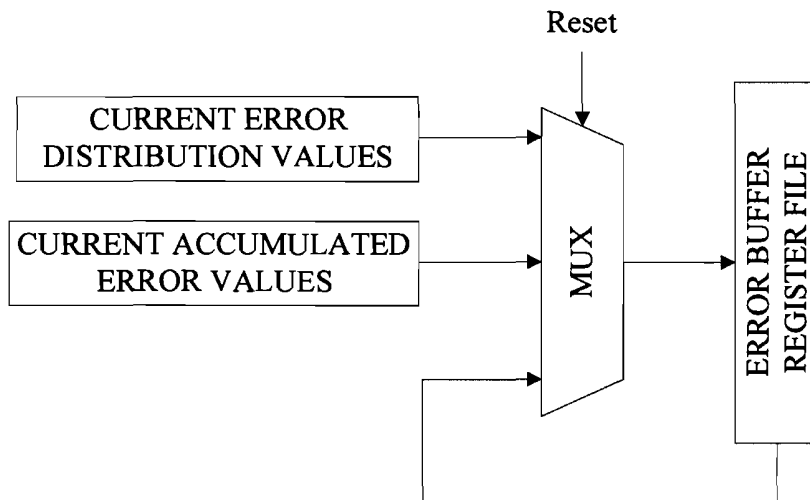 Reset
CURRENT ERROR
DISTRIBUTION VALUES
CURRENT ACCUMULATED
ERROR VALUES
MUX
ERROR BUFFER
REGISTER FILE